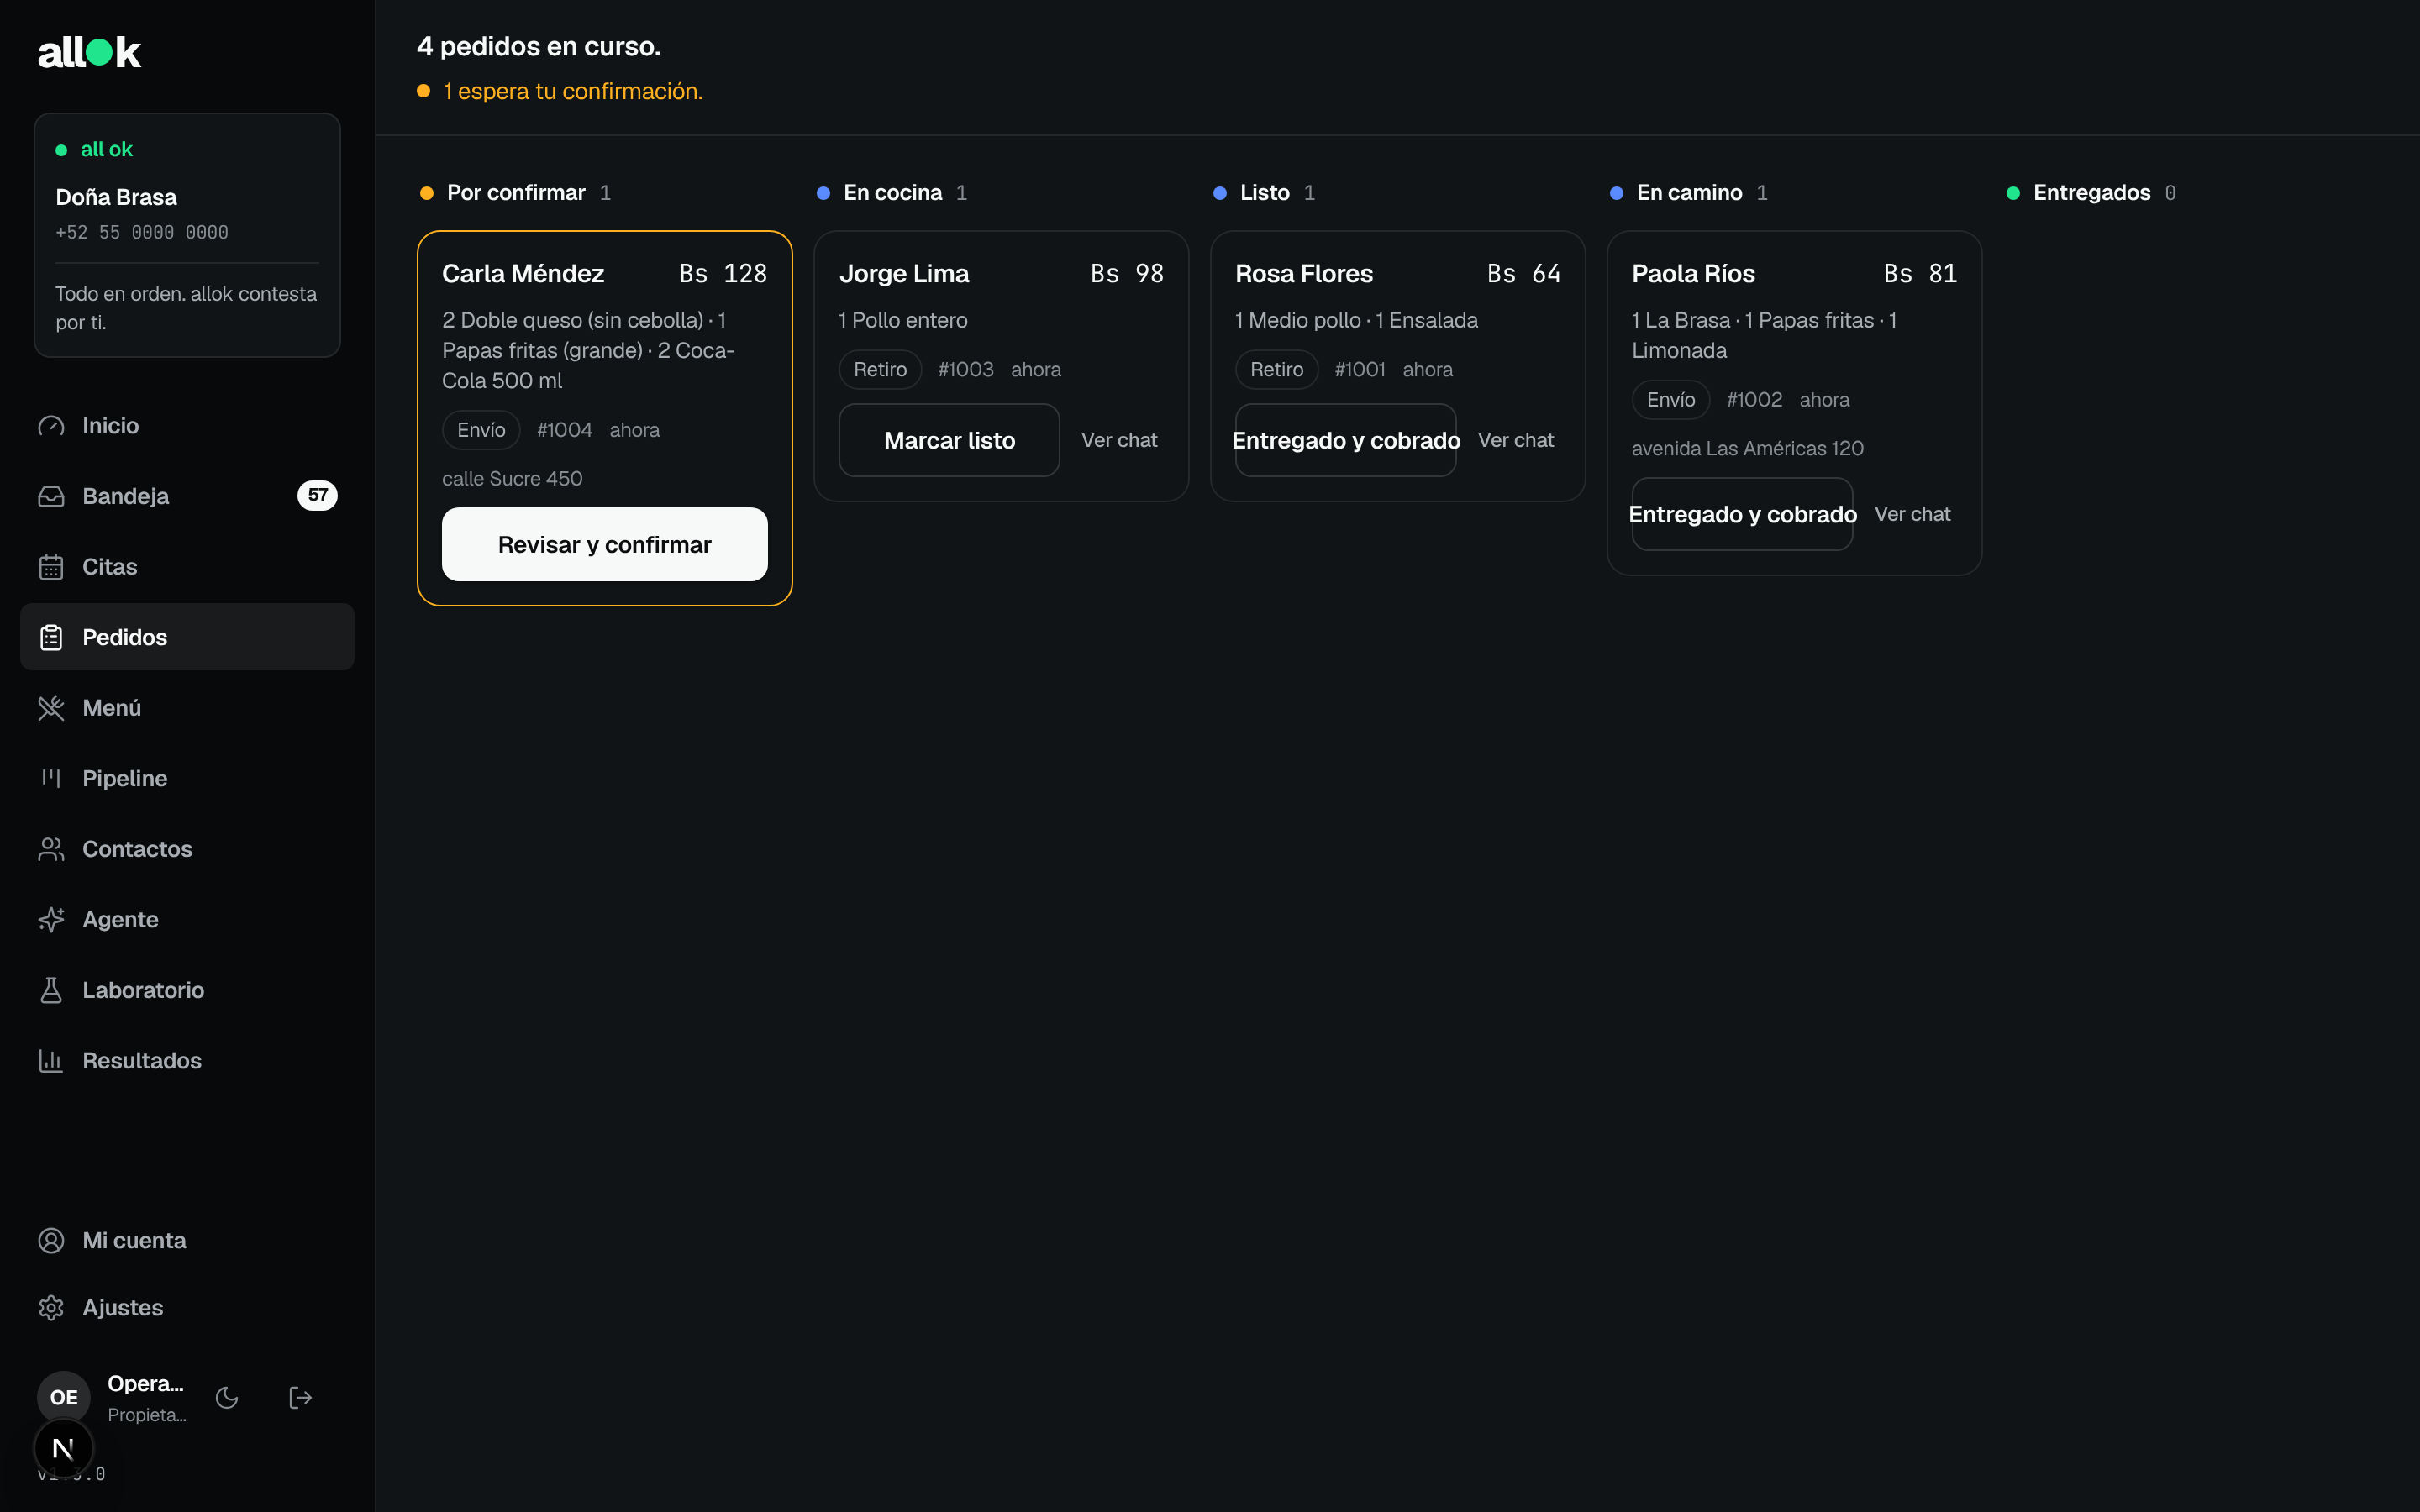 allok
all ok
Doña Brasa
+52 55 0000 0000
Todo en orden. allok contesta
por ti.
Inicio
Bandeja 57
Citas
Pedidos
Menú
Pipeline
Contactos
Agente
Laboratorio
Resultados
Mi cuenta
Ajustes
OE
Opera...
Propieta...
N
4 pedidos en curso.
1 espera tu confirmación.
Por confirmar 1
Carla Méndez Bs 128
2 Doble queso (sin cebolla) · 1
Papas fritas (grande) · 2 Coca-
Cola 500 ml
Envío #1004 ahora
calle Sucre 450
Revisar y confirmar
En cocina 1
Jorge Lima Bs 98
1 Pollo entero
Retiro #1003 ahora
Marcar listo Ver chat
Listo 1
Rosa Flores Bs 64
1 Medio pollo · 1 Ensalada
Retiro #1001 ahora
Entregado y cobrado Ver chat
En camino 1
Paola Ríos Bs 81
1 La Brasa · 1 Papas fritas · 1
Limonada
Envío #1002 ahora
avenida Las Américas 120
Entregado y cobrado Ver chat
Entregados 0